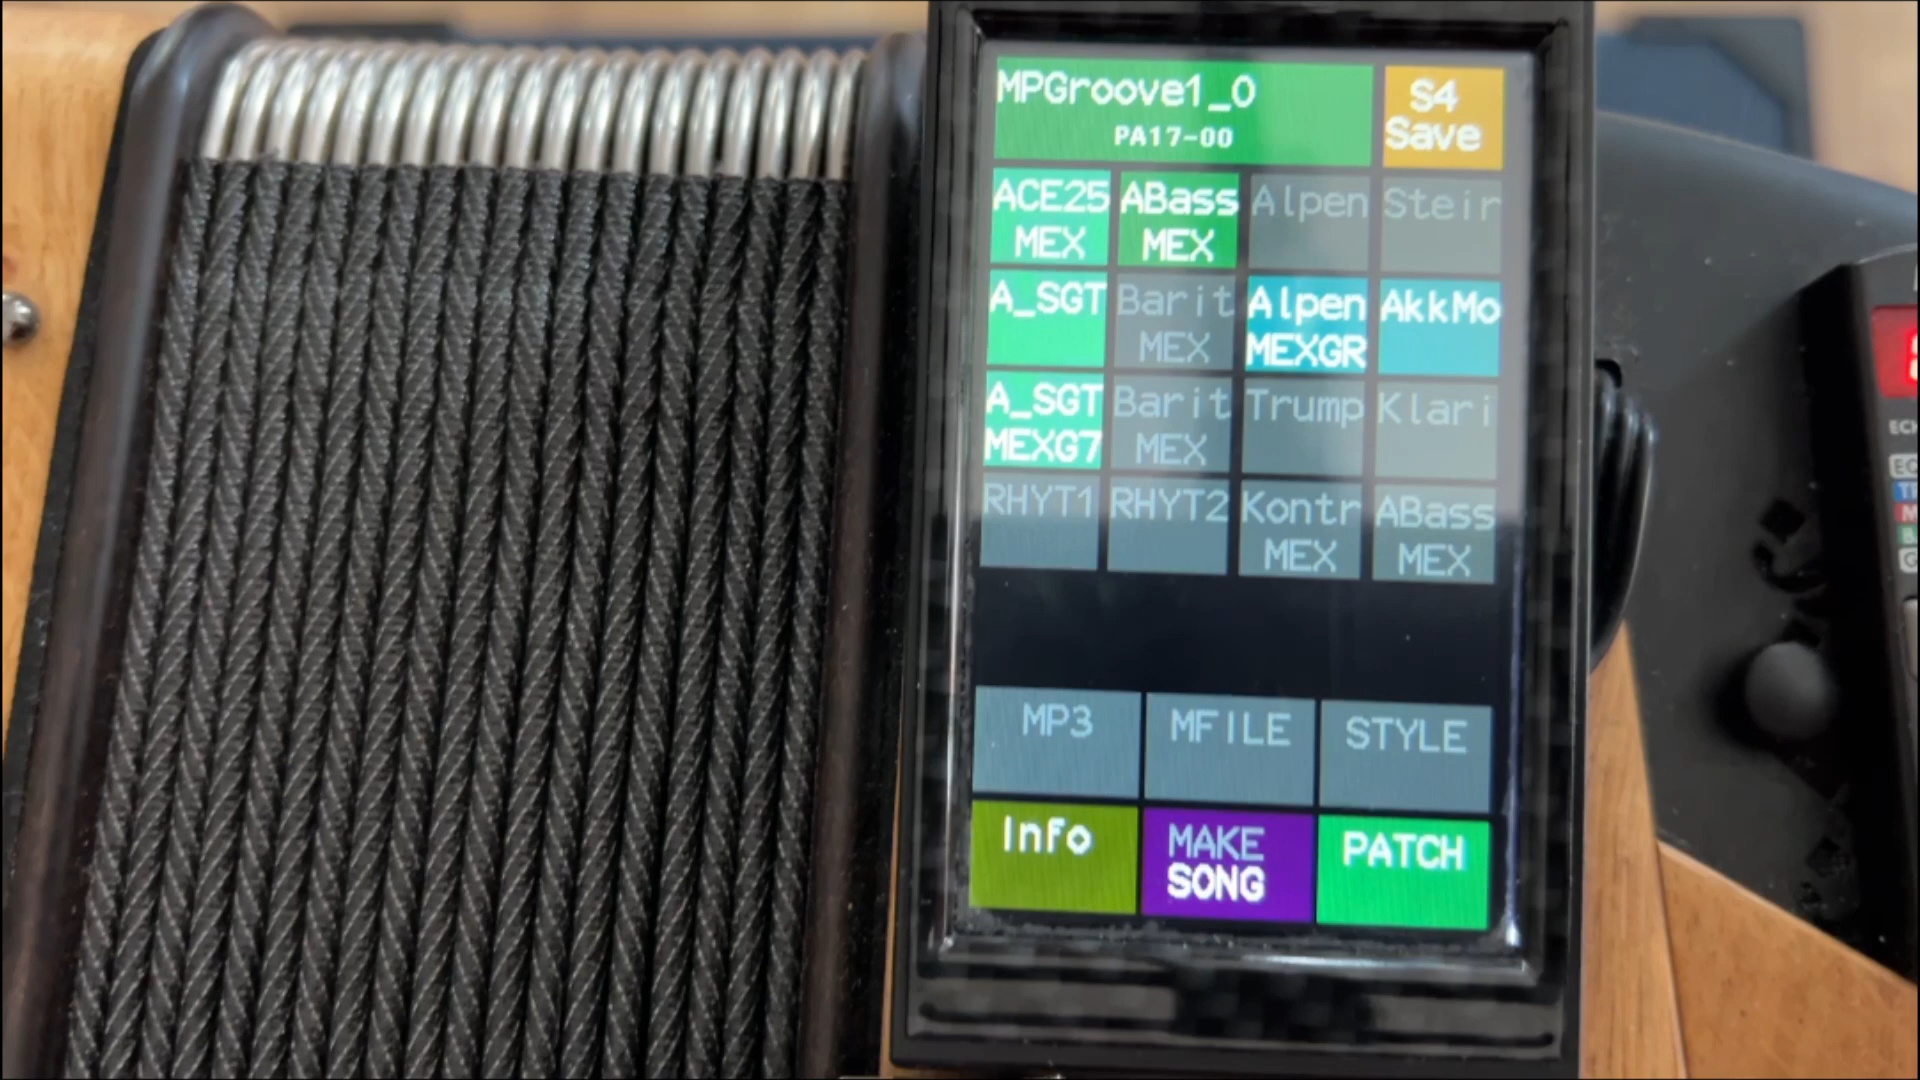 MPGroove1_0
PA17-00
S4
Save
ACE25
MEX
ABass
MEX
Alpen
Steir
A_SGT
Barit
MEX
Alpen
MEXGR
AkkMo
A_SGT
MEXG7
Barit
MEX
Trump
Klari
RHYT1
RHYT2
Kontr
MEX
ABass
MEX
MP3
MFILE
STYLE
Info
MAKE
SONG
PATCH